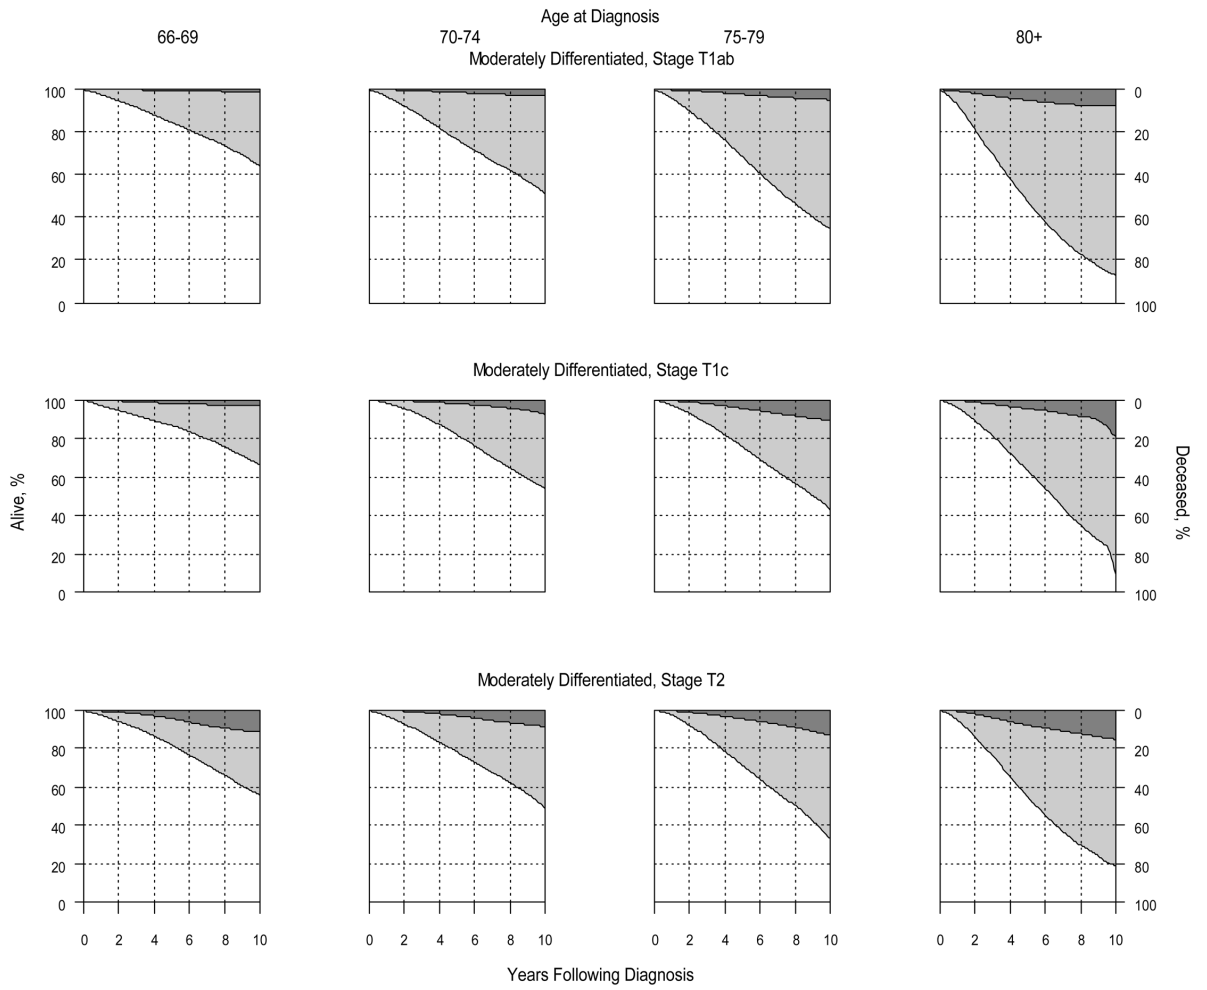 Age at Diagnosis
66-69 70-74 75-79 80+
Moderately Differentiated, Stage T1ab
100 0
80 20
60 40
40 60
20 80
0 100
Moderately Differentiated, Stage T1c
100 0
80 20
60 40
40 60
20 80
0 100
Alive, %
Deceased, %
Moderately Differentiated, Stage T2
100 0
80 20
60 40
40 60
20 80
0 100
0 2 4 6 8 10 0 2 4 6 8 10 0 2 4 6 8 10 0 2 4 6 8 10
Years Following Diagnosis